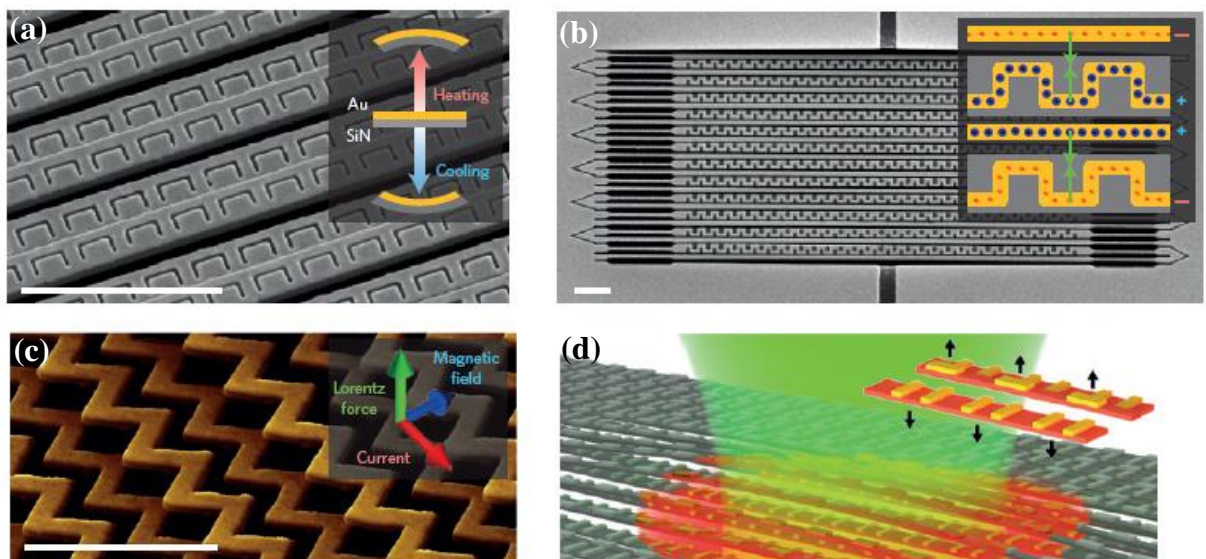 (a)
Au
SiN
Heating
Cooling
(b)
−
+
+
−
(c)
Lorentz
force
Magnetic
field
Current
(d)